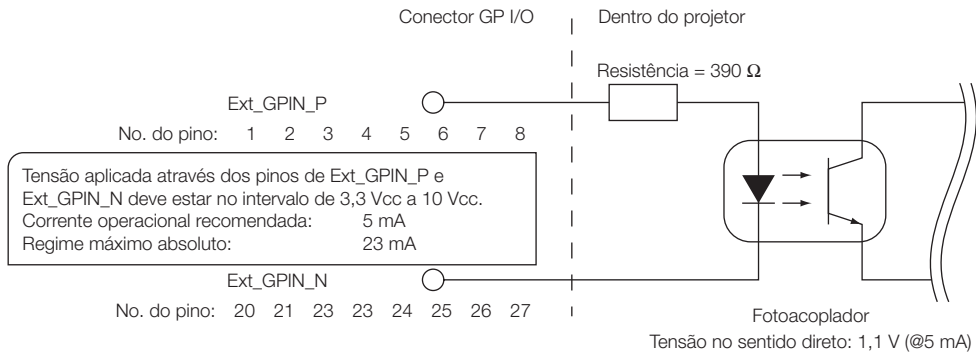 Conector GP I/O
Dentro do projetor
Resistência = 390 Ω
Ext_GPIN_P
No. do pino: 1 2 3 4 5 6 7 8
Tensão aplicada através dos pinos de Ext_GPIN_P e
Ext_GPIN_N deve estar no intervalo de 3,3 Vcc a 10 Vcc.
Corrente operacional recomendada: 5 mA
Regime máximo absoluto: 23 mA
Ext_GPIN_N
No. do pino: 20 21 23 23 24 25 26 27
Fotoacoplador
Tensão no sentido direto: 1,1 V (@5 mA)